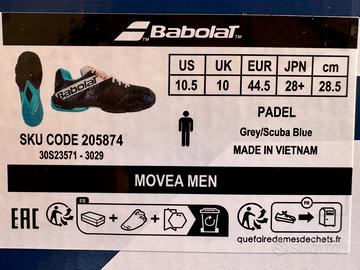 BabolaT
US UK EUR JPN cm
10.5 10 44.5 28+ 28.5
BabolaT
PADEL
Grey/Scuba Blue
MADE IN VIETNAM
SKU CODE 205874
30S23571 - 3029
MOVEA MEN
EAC
FR
FR
quefairedemesdechets.fr